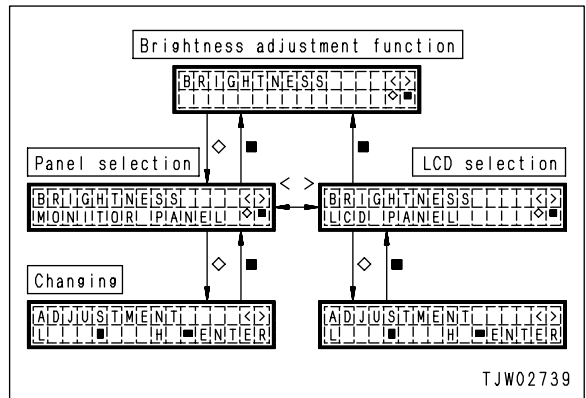 Brightness adjustment function
BRIGHTNESS < >
◇ ■
◇ ■ ■
Panel selection LCD selection
< >
BRIGHTNESS < > BRIGHTNESS < >
MONITOR PANEL ◇ ■ LCD PANEL ◇ ■
◇ ■ ◇ ■
Changing
ADJUSTMENT < > ADJUSTMENT < >
L ■ H ■ENTER L ■ H ■ENTER
TJW02739